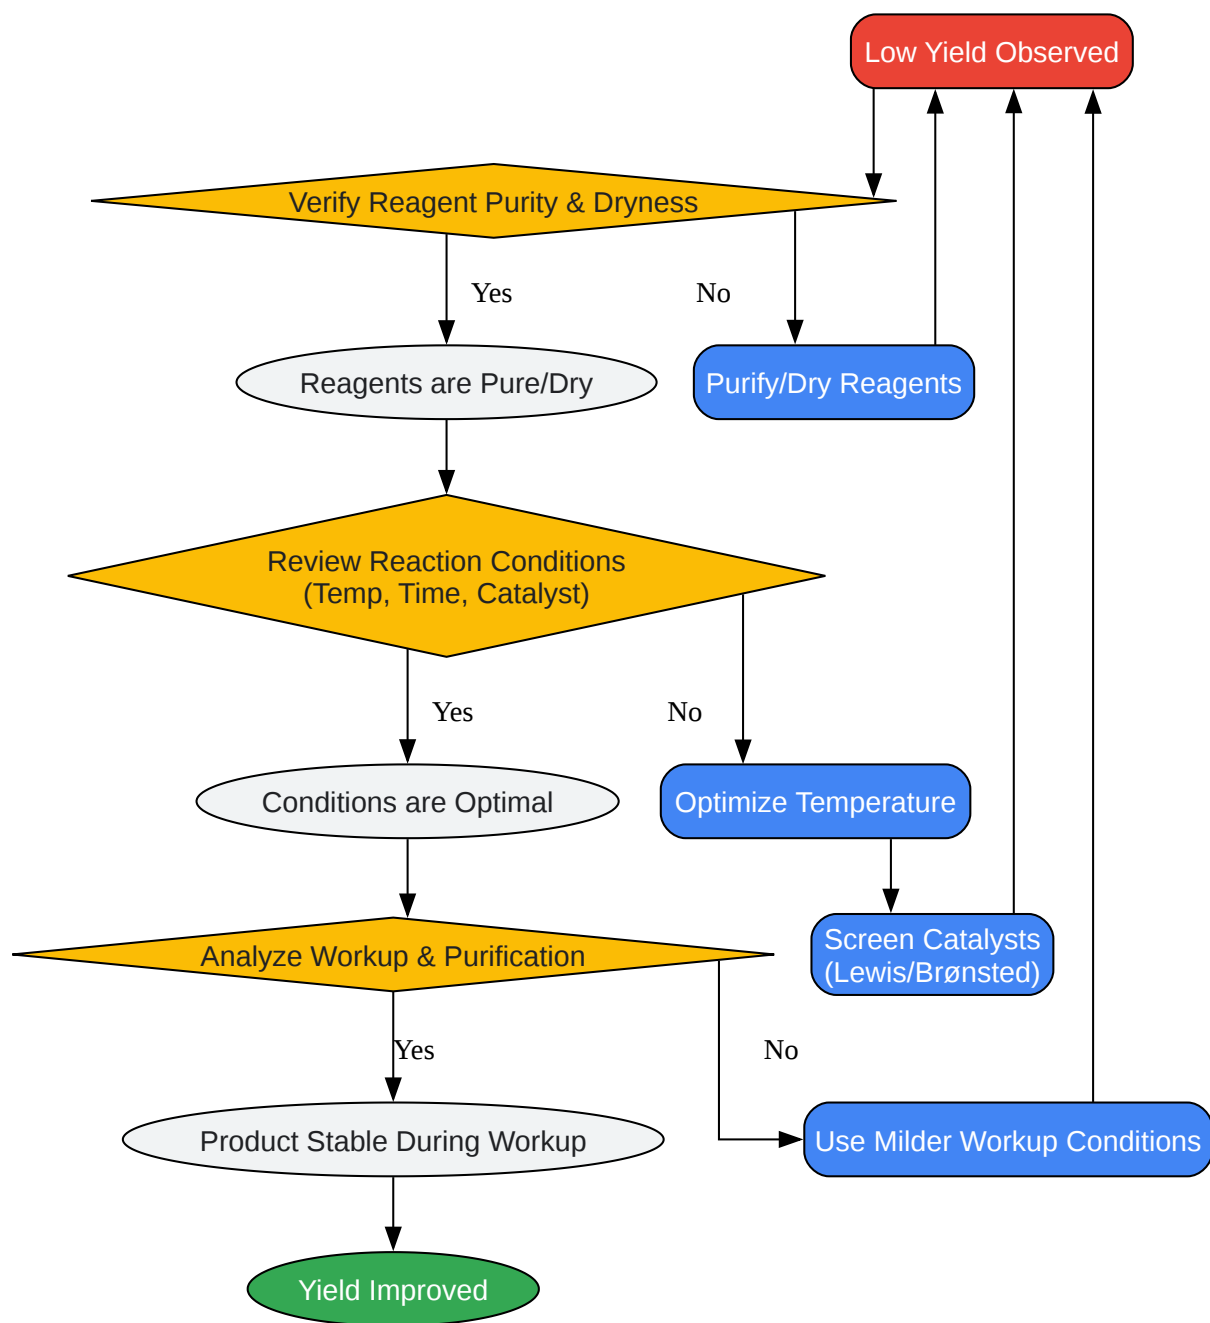 Low Yield Observed
Verify Reagent Purity & Dryness
Yes
No
Reagents are Pure/Dry
Purify/Dry Reagents
Review Reaction Conditions
(Temp, Time, Catalyst)
Yes
No
Conditions are Optimal
Optimize Temperature
Screen Catalysts
(Lewis/Brønsted)
Analyze Workup & Purification
Yes
No
Product Stable During Workup
Use Milder Workup Conditions
Yield Improved